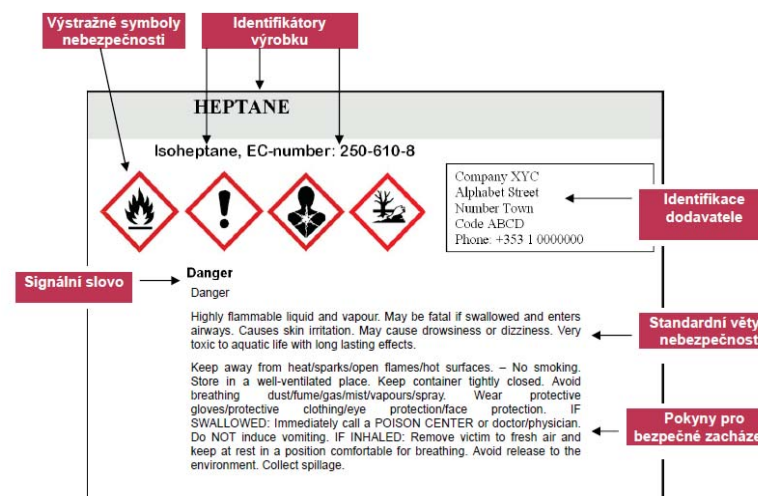 Výstražné symboly
nebezpečnosti
Identifikátory
výrobku
HEPTANE
Isoheptane, EC-number: 250-610-8
Company XYC
Alphabet Street
Number Town
Code ABCD
Phone: +353 1 0000000
Identifikace
dodavatele
Signální slovo
Danger
Danger
Highly flammable liquid and vapour. May be fatal if swallowed and enters
airways. Causes skin irritation. May cause drowsiness or dizziness. Very
toxic to aquatic life with long lasting effects.
Standardní věty
nebezpečnost
Keep away from heat/sparks/open flames/hot surfaces. – No smoking.
Store in a well-ventilated place. Keep container tightly closed. Avoid
breathing dust/fume/gas/mist/vapours/spray. Wear protective
gloves/protective clothing/eye protection/face protection. IF
SWALLOWED: Immediately call a POISON CENTER or doctor/physician.
Do NOT induce vomiting. IF INHALED: Remove victim to fresh air and
keep at rest in a position comfortable for breathing. Avoid release to the
environment. Collect spillage.
Pokyny pro
bezpečné zacháze